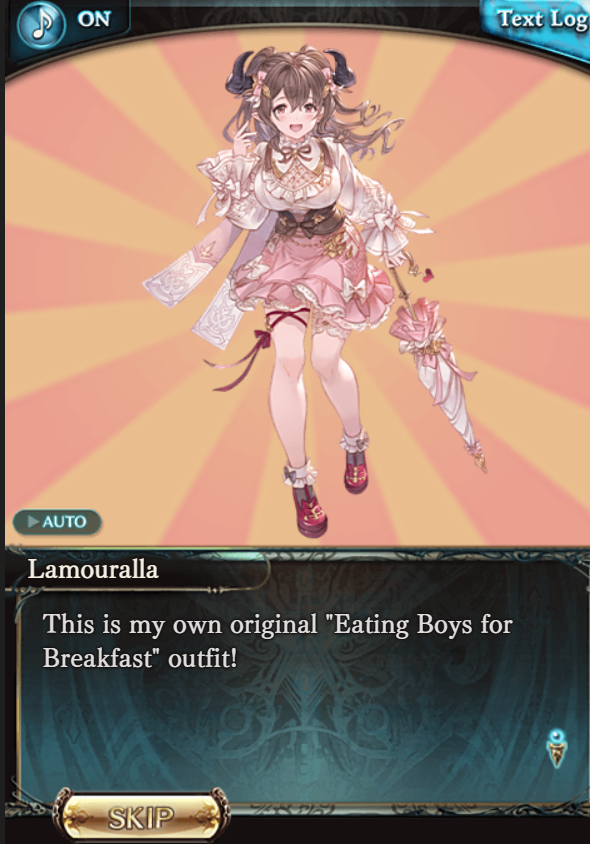 ON
Text Log
AUTO
Lamouralla
This is my own original "Eating Boys for
Breakfast" outfit!
SKIP